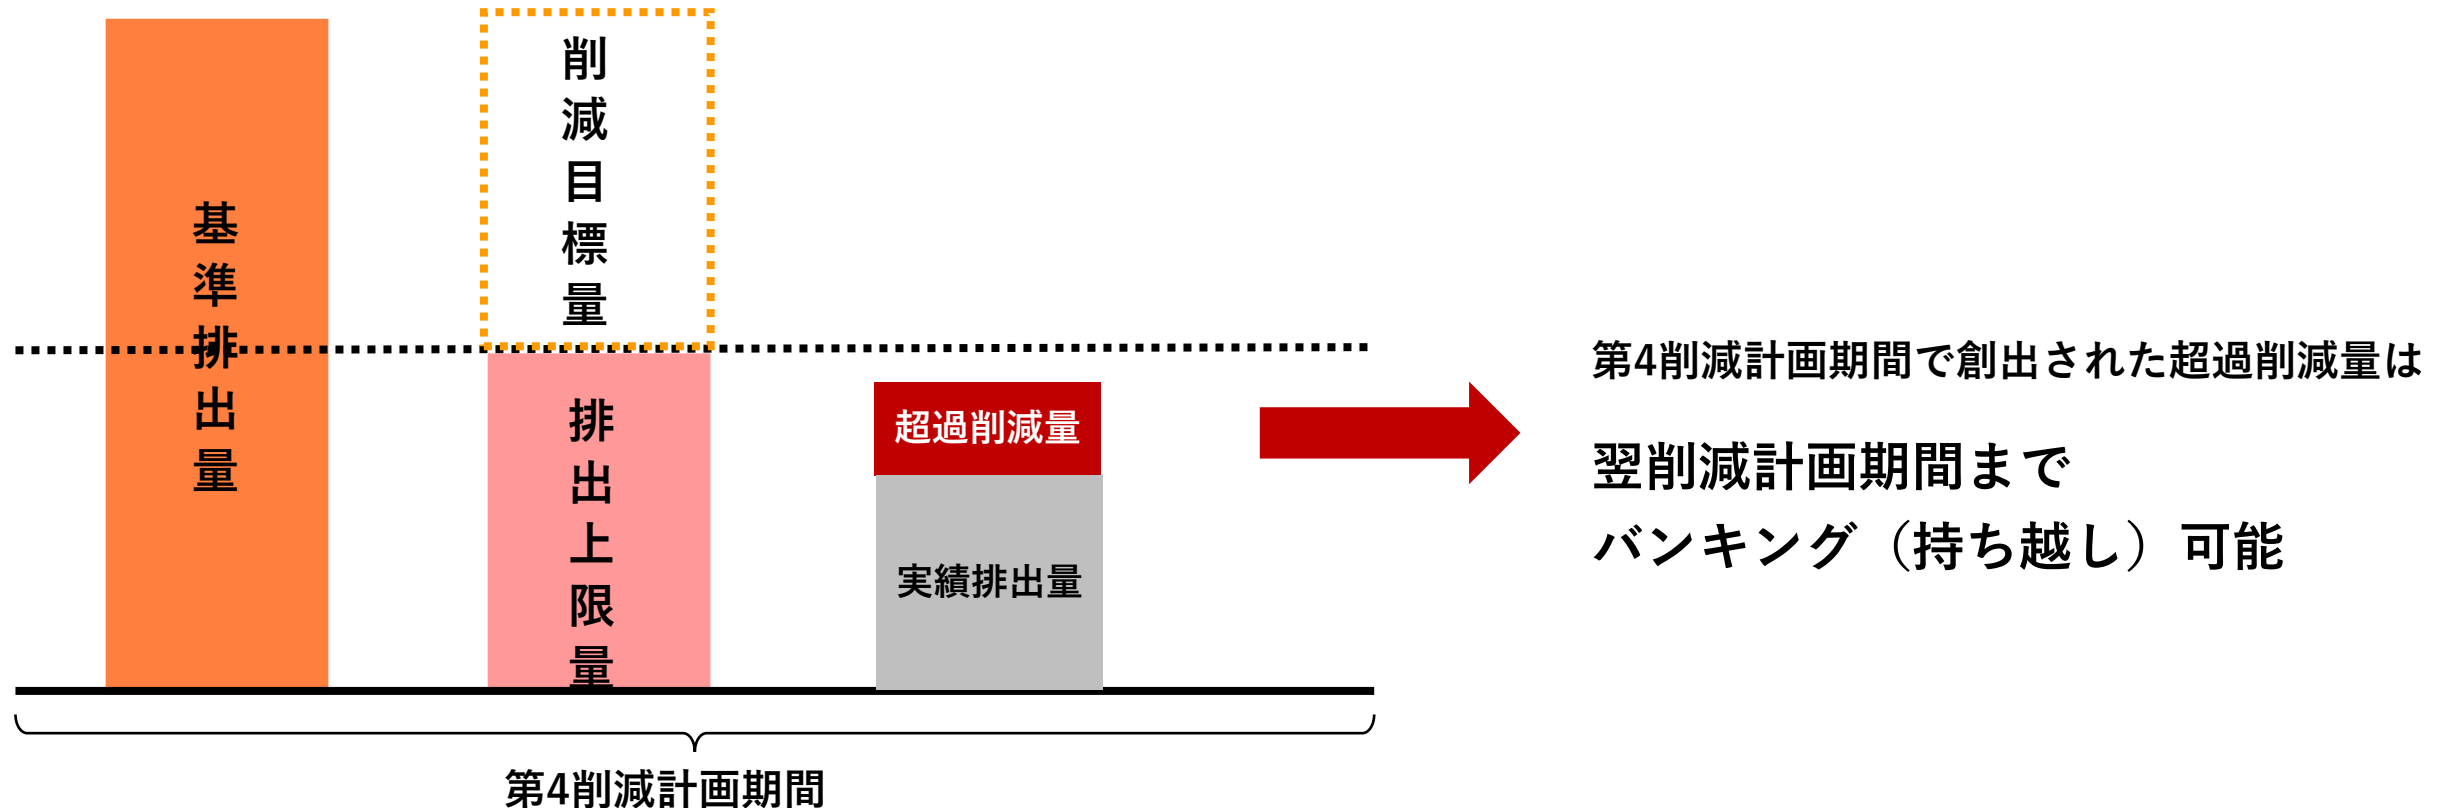 基準排出量
削減目標量
排出上限量
超過削減量
実績排出量
第4削減計画期間
第4削減計画期間で創出された超過削減量は
翌削減計画期間まで
バンキング（持ち越し）可能